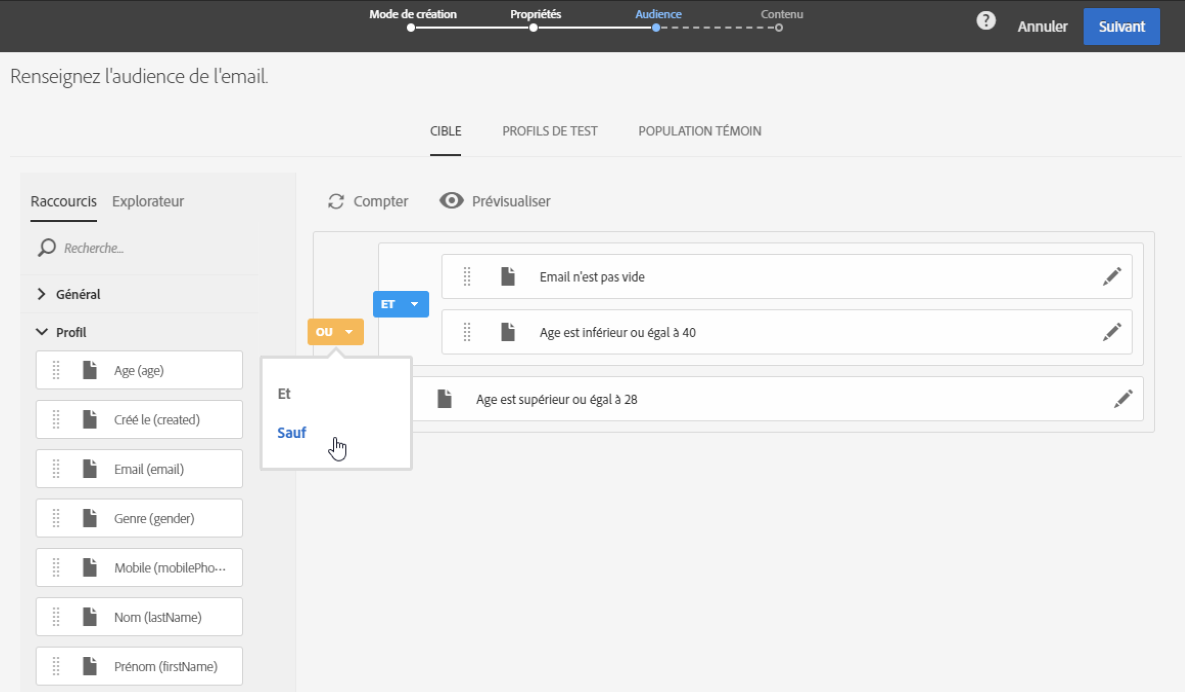 Mode de création
Propriétés
Audience
Contenu
?
Annuler
Suivant
Renseignez l'audience de l'email.
CIBLE
PROFILS DE TEST
POPULATION TÉMOIN
Raccourcis
Explorateur
Compter
Prévisualiser
Recherche...
Général
Profil
Age (age)
Créé le (created)
Email (email)
Genre (gender)
Mobile (mobilePho···
Nom (lastName)
Prénom (firstName)
Email n'est pas vide
ET
Age est inférieur ou égal à 40
OU
Et
Sauf
Age est supérieur ou égal à 28